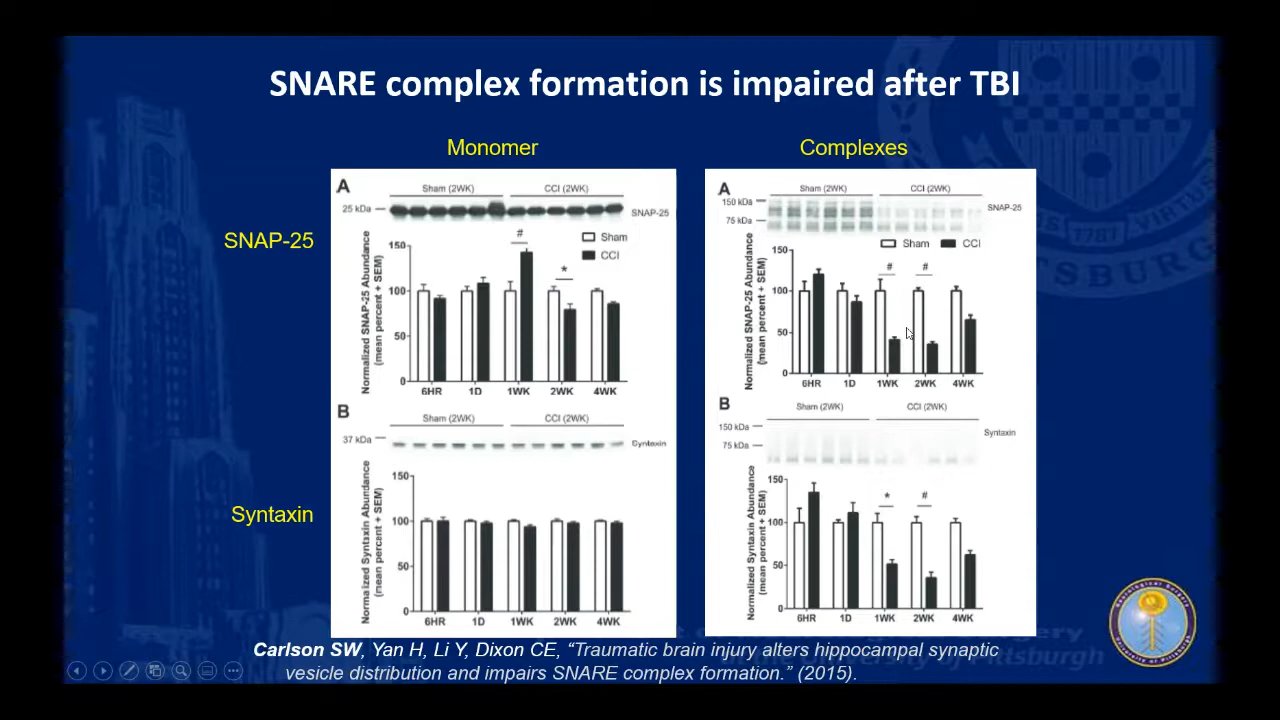 SNARE complex formation is impaired after TBI
Monomer
Complexes
SNAP-25
Syntaxin
A
Sham (2WK)
CCI (2WK)
25 kDa
SNAP-25
Sham
CCI
Normalized SNAP-25 Abundance
(mean percent + SEM)
150
100
50
0
#
*
6HR
1D
1WK
2WK
4WK
B
Sham (2WK)
CCI (2WK)
37 kDa
Syntaxin
Normalized Syntaxin Abundance
(mean percent + SEM)
150
100
50
0
6HR
1D
1WK
2WK
4WK
A
Sham (2WK)
CCI (2WK)
150 kDa
75 kDa
SNAP-25
Sham
CCI
Normalized SNAP-25 Abundance
(mean percent + SEM)
150
100
50
0
#
#
6HR
1D
1WK
2WK
4WK
B
Sham (2WK)
CCI (2WK)
150 kDa
75 kDa
Syntaxin
Normalized Syntaxin Abundance
(mean percent + SEM)
150
100
50
0
*
#
6HR
1D
1WK
2WK
4WK
Carlson SW, Yan H, Li Y, Dixon CE, “Traumatic brain injury alters hippocampal synaptic
vesicle distribution and impairs SNARE complex formation.” (2015).
1787